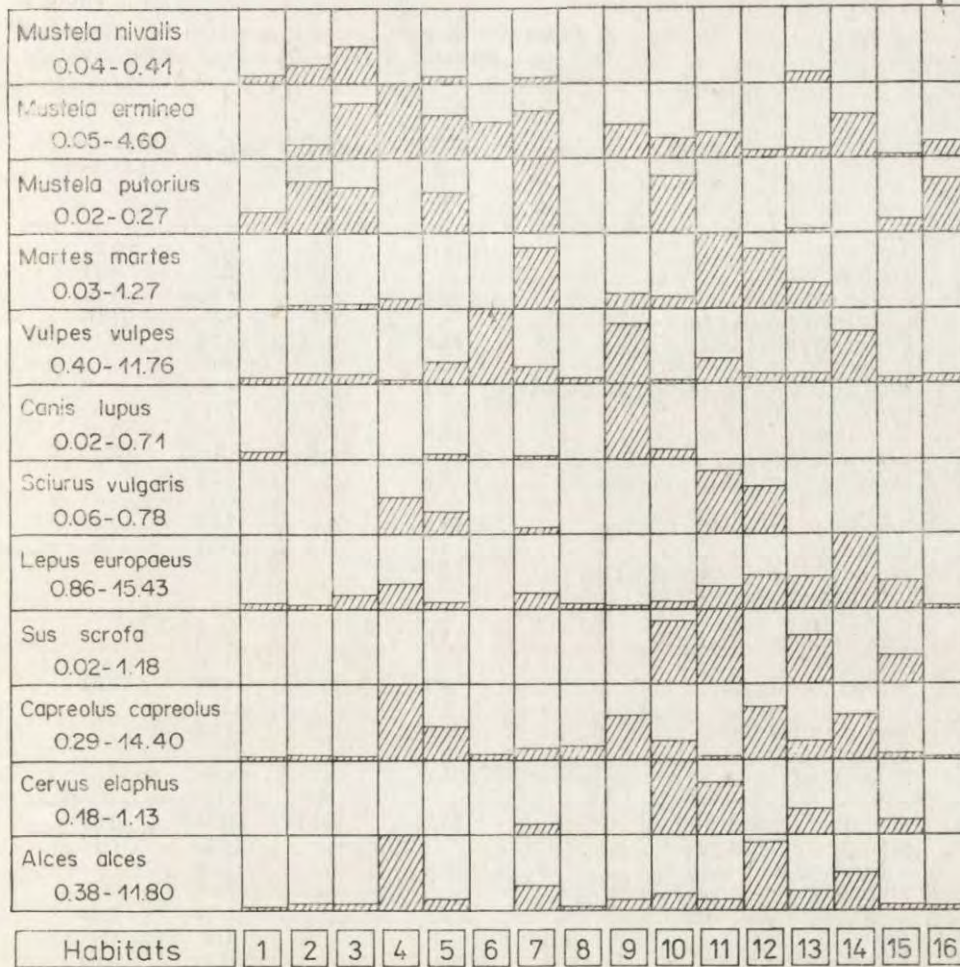 Mustela nivalis
0.04-0.41
Mustela erminea
0.05-4.60
Mustela putorius
0.02-0.27
Martes martes
0.03-1.27
Vulpes vulpes
0.40-11.76
Canis lupus
0.02-0.71
Sciurus vulgaris
0.06-0.78
Lepus europaeus
0.86-15.43
Sus scrofa
0.02-1.18
Capreolus capreolus
0.29-14.40
Cervus elaphus
0.18-1.13
Alces alces
0.38-11.80
Habitats 1 2 3 4 5 6 7 8 9 10 11 12 13 14 15 16